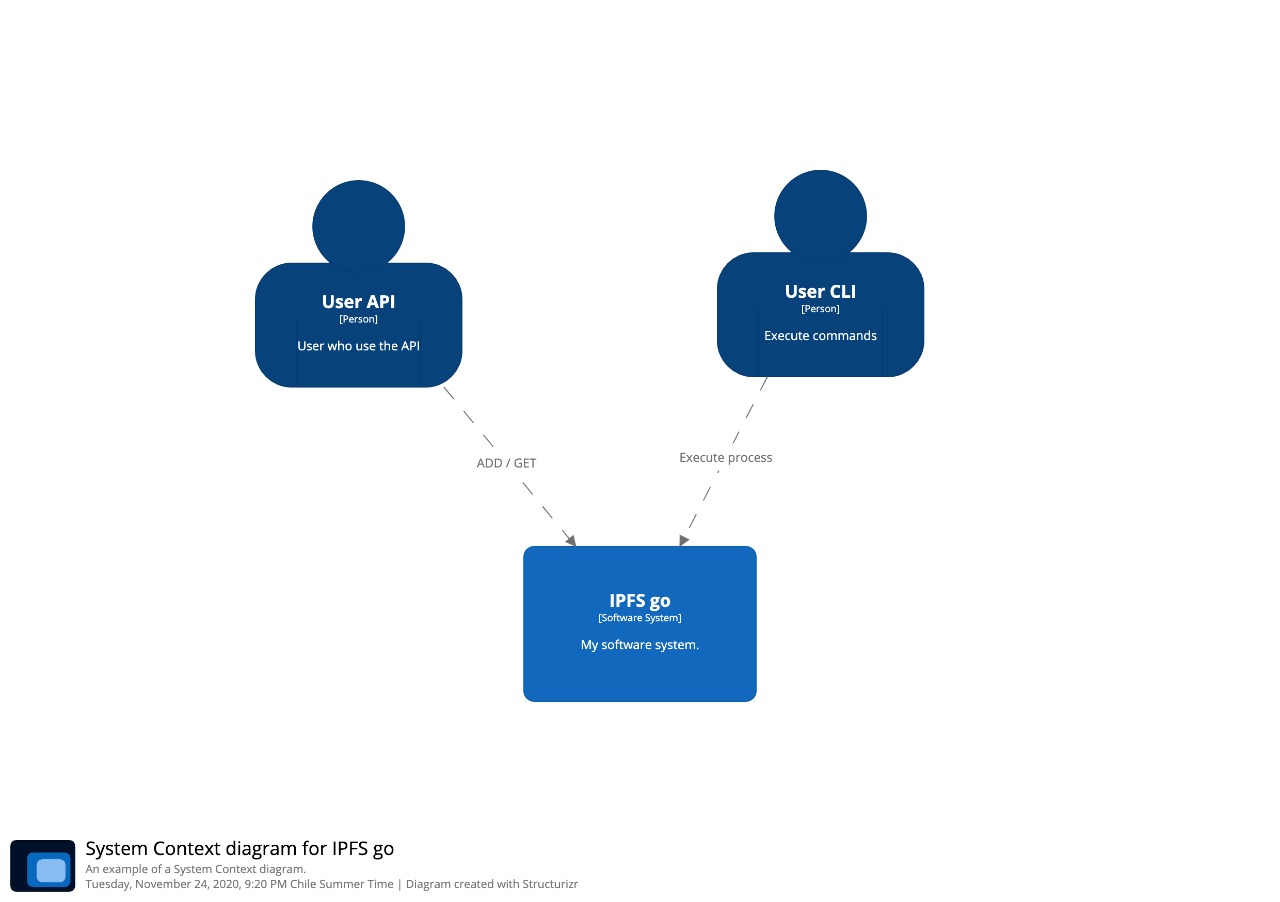 User API
[Person]
User who use the API
User CLI
[Person]
Execute commands
ADD / GET
Execute process
IPFS go
[Software System]
My software system.
System Context diagram for IPFS go
An example of a System Context diagram.
Tuesday, November 24, 2020, 9:20 PM Chile Summer Time | Diagram created with Structurizr